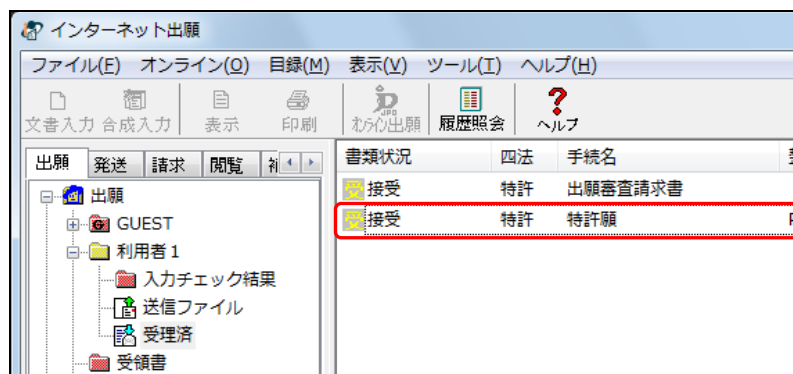 インターネット出願
ファイル(F) オンライン(O) 目録(M) 表示(V) ツール(T) ヘルプ(H)
文書入力 合成入力 表示 印刷 オンライン出願 履歴照会 ヘルプ
出願 発送 請求 閲覧
書類状況 四法 手続名
受 接受 特許 出願審査請求書
受 接受 特許 特許願
出願
GUEST
利用者1
入力チェック結果
送信ファイル
受理済
受領書